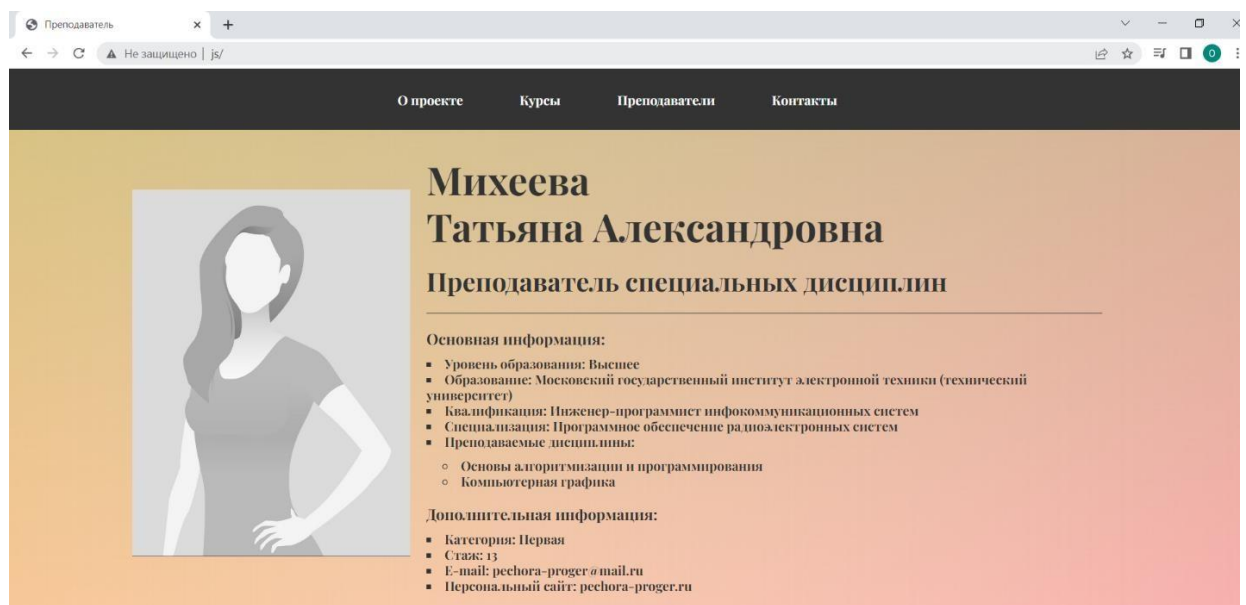 Преподаватель
Не защищено | js/
О
О проекте Курсы Преподаватели Контакты
Михеева
Татьяна Александровна
Преподаватель специальных дисциплин
Основная информация:
Уровень образования: Высшее
Образование: Московский государственный институт электронной техники (технический
университет)
Квалификация: Инженер-программист инфокоммуникационных систем
Специализация: Программное обеспечение радиоэлектронных систем
Преподаваемые дисциплины:
Основы алгоритмизации и программирования
Компьютерная графика
Дополнительная информация:
Категория: Первая
Стаж: 13
E-mail: pechora-proger@mail.ru
Персональный сайт: pechora-proger.ru